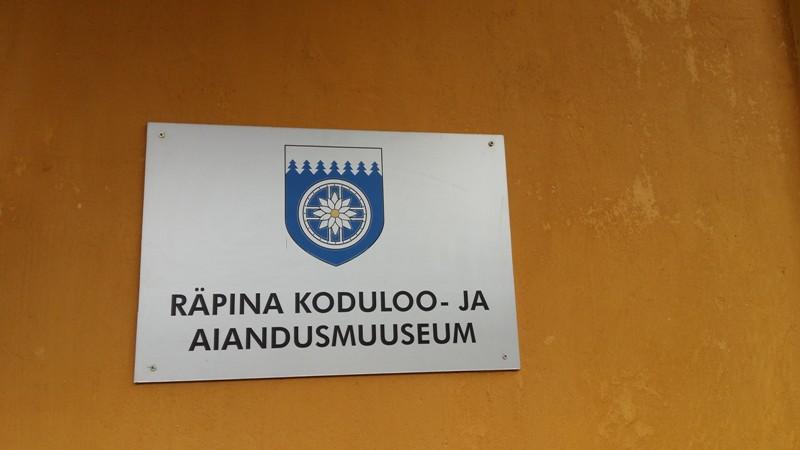 RÄPINA KODULOO- JA
AIANDUSMUUSEUM